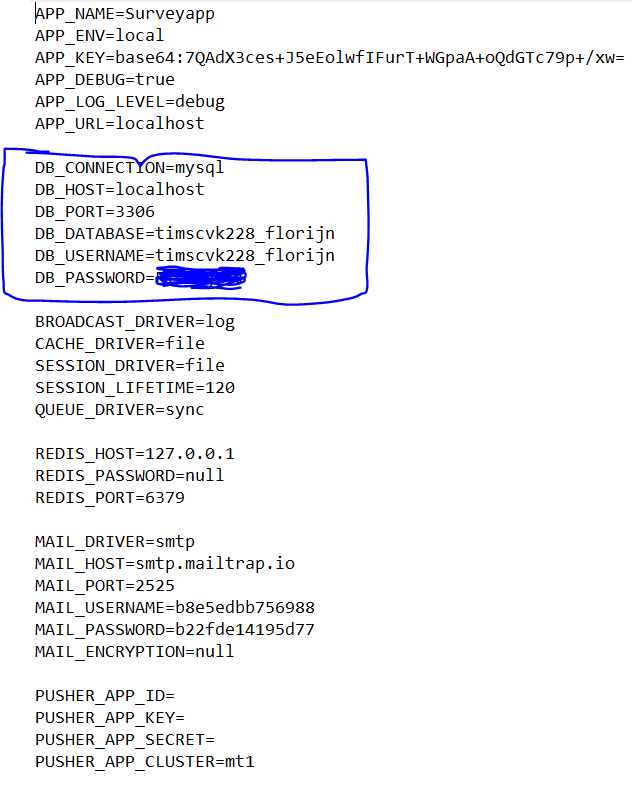 APP_NAME=Surveyapp
APP_ENV=local
APP_KEY=base64:7QAdX3ces+J5eEolwfIFurT+WGpaA+oQdGTc79p+/xw=
APP_DEBUG=true
APP_LOG_LEVEL=debug
APP_URL=localhost
DB_CONNECTION=mysql
DB_HOST=localhost
DB_PORT=3306
DB_DATABASE=timscvk228_florijn
DB_USERNAME=timscvk228_florijn
DB_PASSWORD=
BROADCAST_DRIVER=log
CACHE_DRIVER=file
SESSION_DRIVER=file
SESSION_LIFETIME=120
QUEUE_DRIVER=sync
REDIS_HOST=127.0.0.1
REDIS_PASSWORD=null
REDIS_PORT=6379
MAIL_DRIVER=smtp
MAIL_HOST=smtp.mailtrap.io
MAIL_PORT=2525
MAIL_USERNAME=b8e5edbb756988
MAIL_PASSWORD=b22fde14195d77
MAIL_ENCRYPTION=null
PUSHER_APP_ID=
PUSHER_APP_KEY=
PUSHER_APP_SECRET=
PUSHER_APP_CLUSTER=mt1